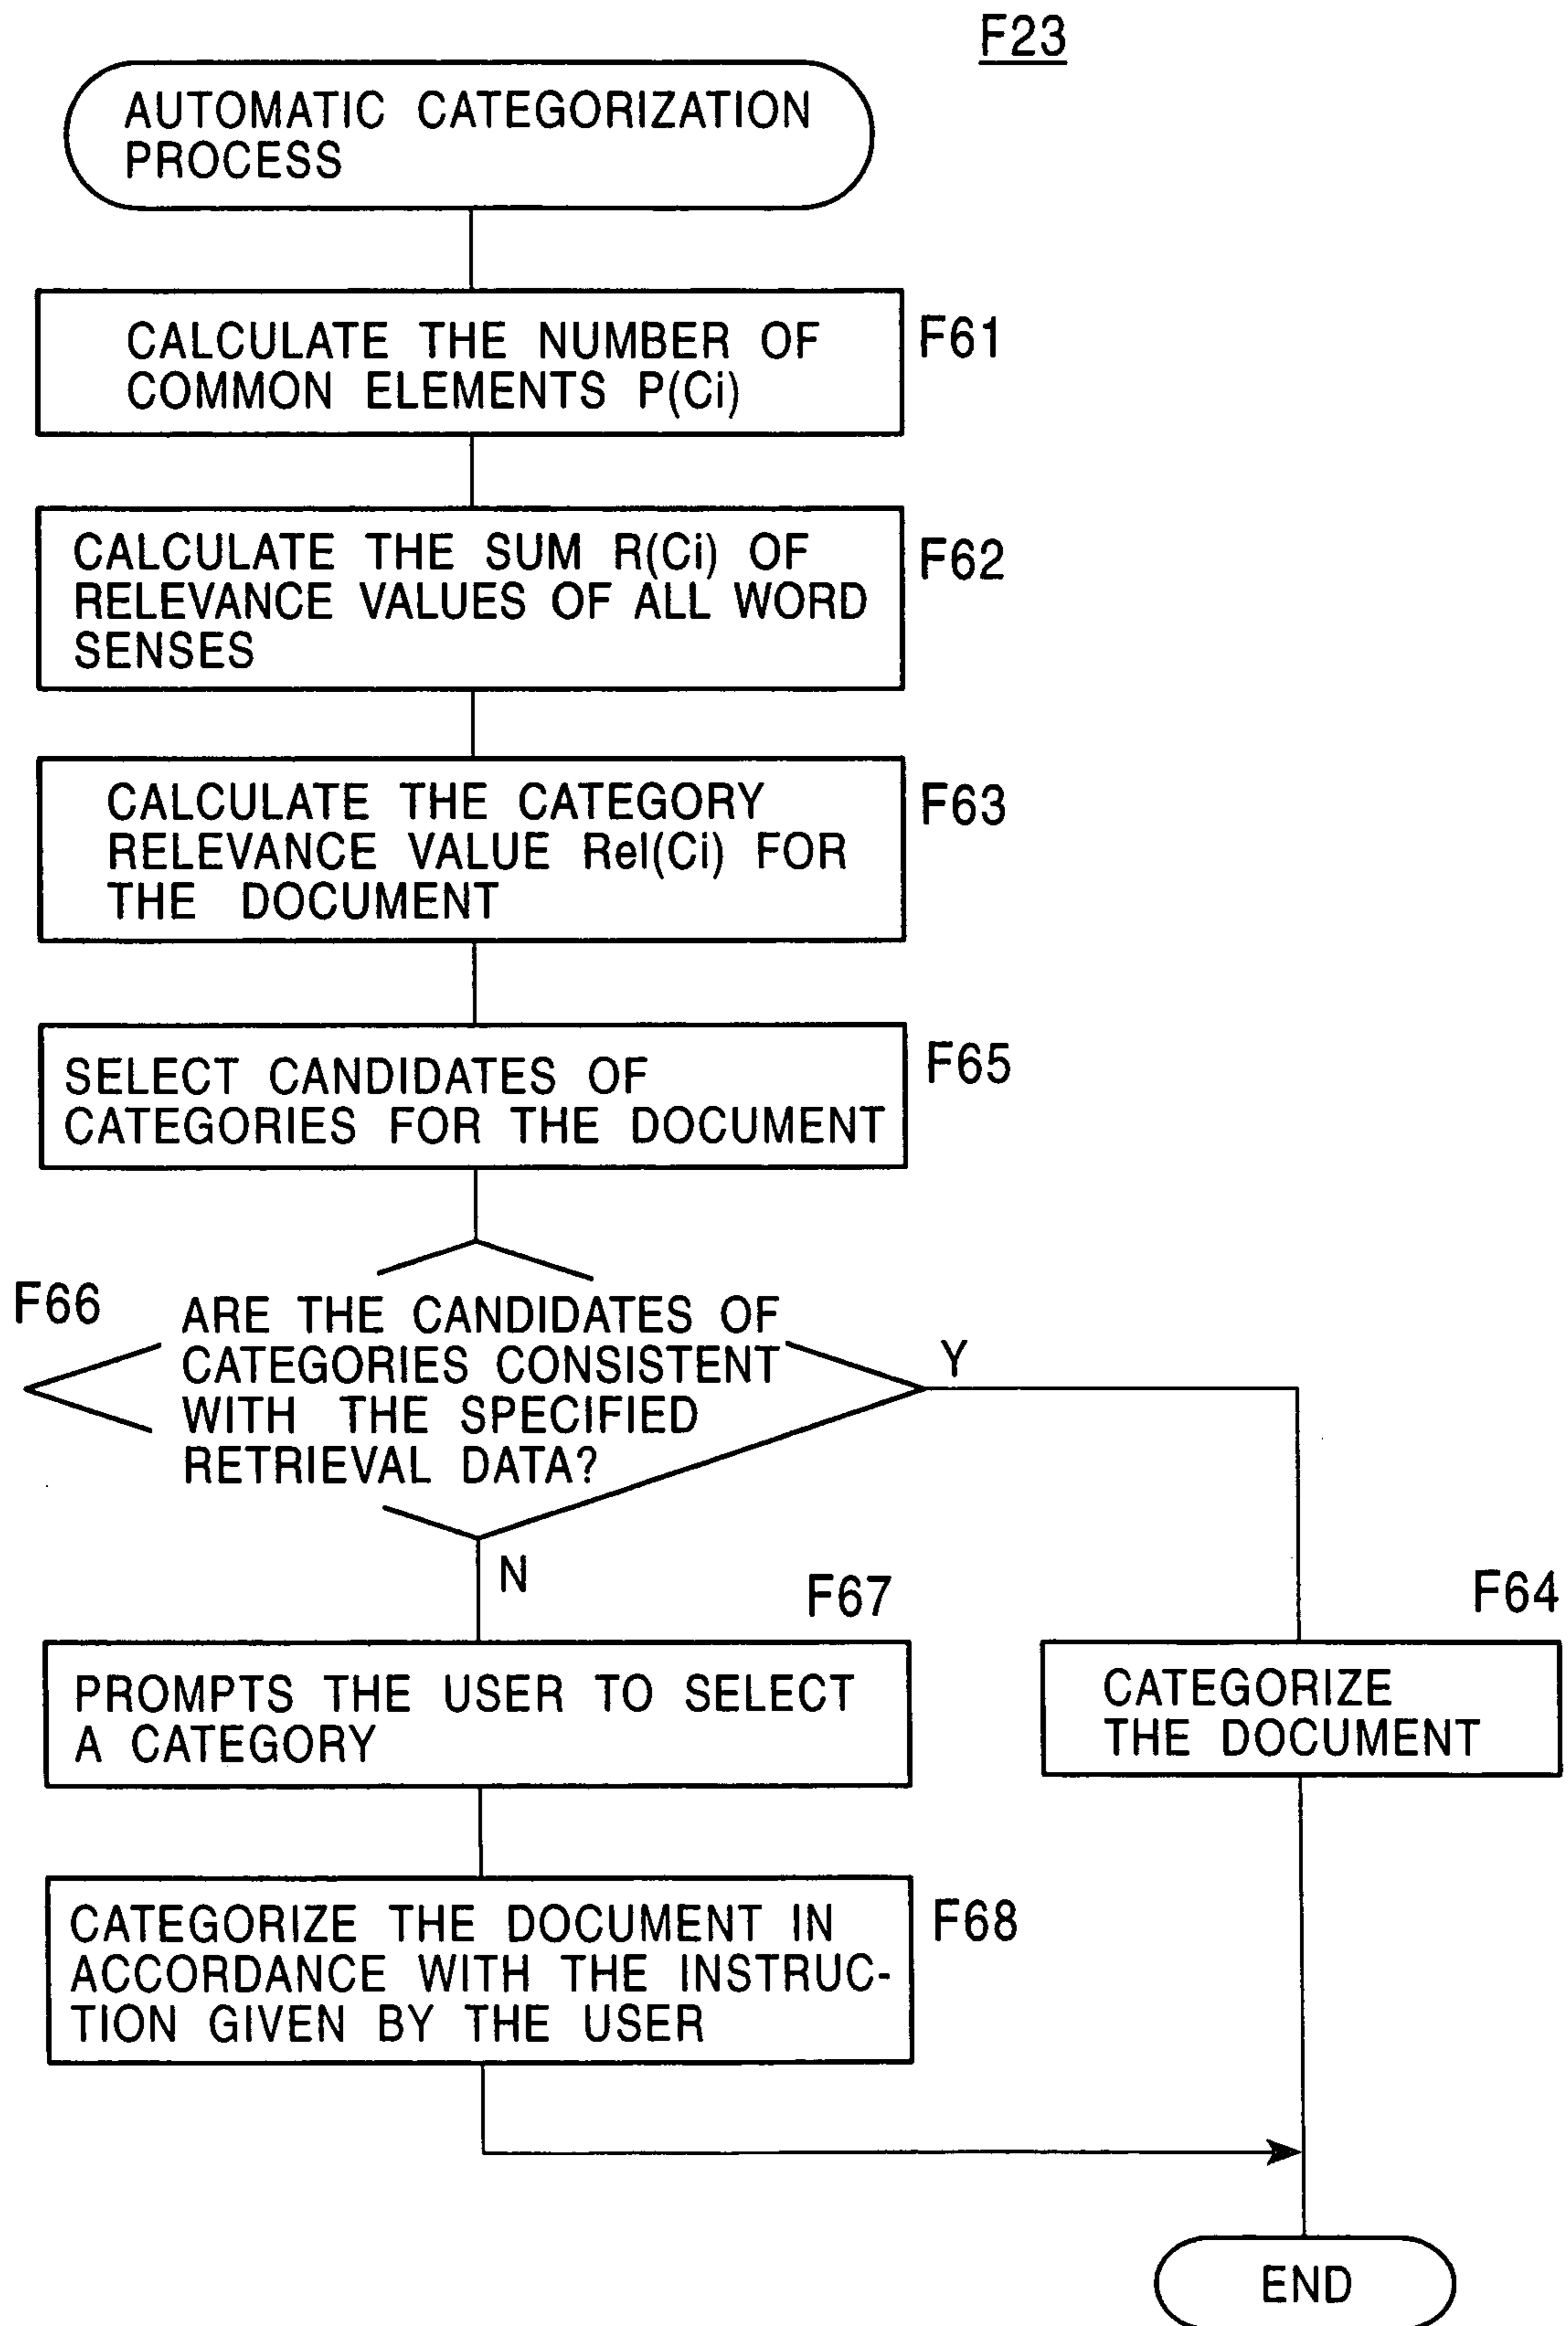 F23
AUTOMATIC CATEGORIZATION
PROCESS
CALCULATE THE NUMBER OF
COMMON ELEMENTS P(Ci)
F61
CALCULATE THE SUM R(Ci) OF
RELEVANCE VALUES OF ALL WORD
SENSES
F62
CALCULATE THE CATEGORY
RELEVANCE VALUE Rel(Ci) FOR
THE DOCUMENT
F63
SELECT CANDIDATES OF
CATEGORIES FOR THE DOCUMENT
F65
F66
ARE THE CANDIDATES OF
CATEGORIES CONSISTENT
WITH THE SPECIFIED
RETRIEVAL DATA?
Y
N
F67
PROMPTS THE USER TO SELECT
A CATEGORY
F64
CATEGORIZE
THE DOCUMENT
CATEGORIZE THE DOCUMENT IN
ACCORDANCE WITH THE INSTRUC-
TION GIVEN BY THE USER
F68
END